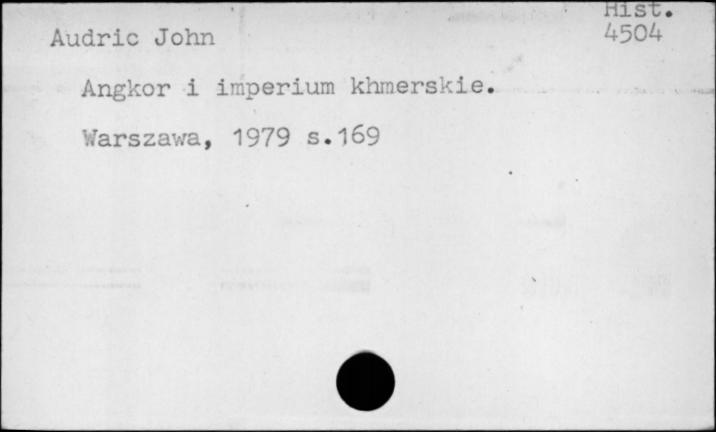 Hist.
4504
Audric John
Angkor i imperium khmerskie.
Warszawa, 1979 s.169